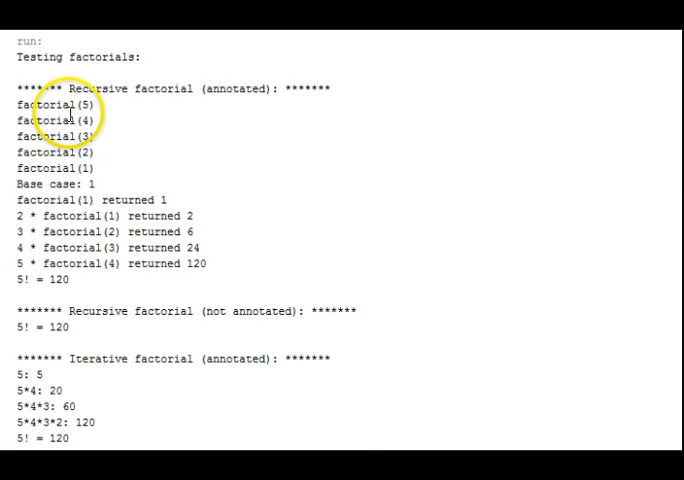 run:
Testing factorials:
******* Recursive factorial (annotated): *******
factorial(5)
factorial(4)
factorial(3)
factorial(2)
factorial(1)
Base case: 1
factorial(1) returned 1
2 * factorial(1) returned 2
3 * factorial(2) returned 6
4 * factorial(3) returned 24
5 * factorial(4) returned 120
5! = 120
******* Recursive factorial (not annotated): *******
5! = 120
******* Iterative factorial (annotated): *******
5: 5
5*4: 20
5*4*3: 60
5*4*3*2: 120
5! = 120